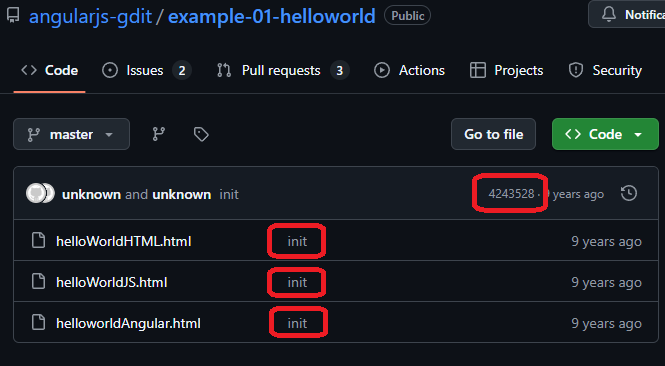 angularjs-gdit / example-01-helloworld Public Notifica
Code Issues 2 Pull requests 3 Actions Projects Security
master Go to file Code
unknown and unknown init 4243528 · years ago
helloWorldHTML.html init 9 years ago
helloWorldJS.html init 9 years ago
helloworldAngular.html init 9 years ago